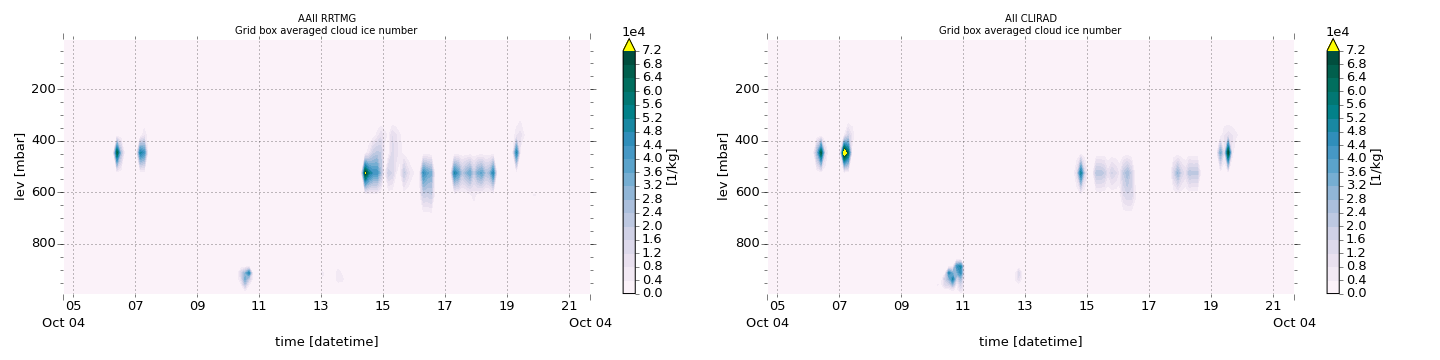 AAII RRTMG
Grid box averaged cloud ice number
1e4
7.2
6.8
6.4
6.0
5.6
5.2
4.8
4.4
4.0
3.6
3.2
2.8
2.4
2.0
1.6
1.2
0.8
0.4
0.0
[1/kg]
200
400
600
800
lev [mbar]
05 07 09 11 13 15 17 19 21
Oct 04 Oct 04
time [datetime]
AII CLIRAD
Grid box averaged cloud ice number
1e4
7.2
6.8
6.4
6.0
5.6
5.2
4.8
4.4
4.0
3.6
3.2
2.8
2.4
2.0
1.6
1.2
0.8
0.4
0.0
[1/kg]
200
400
600
800
lev [mbar]
05 07 09 11 13 15 17 19 21
Oct 04 Oct 04
time [datetime]